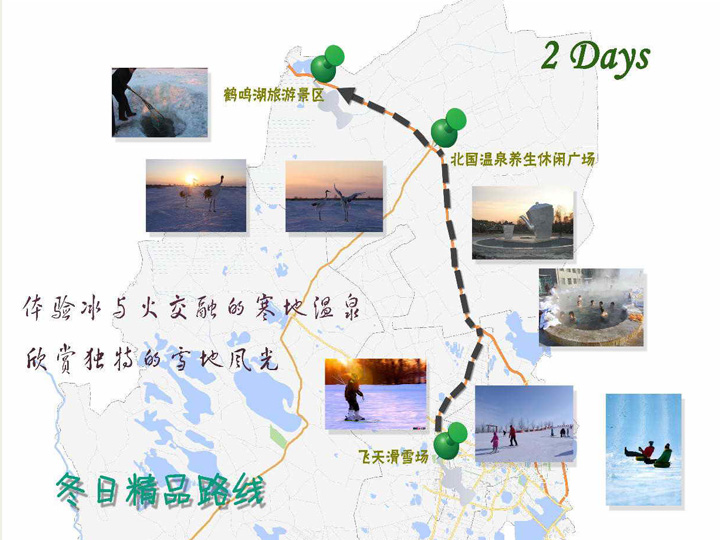 2 Days
鹤鸣湖旅游景区
北国温泉养生休闲广场
体验冰与火交融的寒地温泉
欣赏独特的雪地风光
飞天滑雪场
冬日精品路线